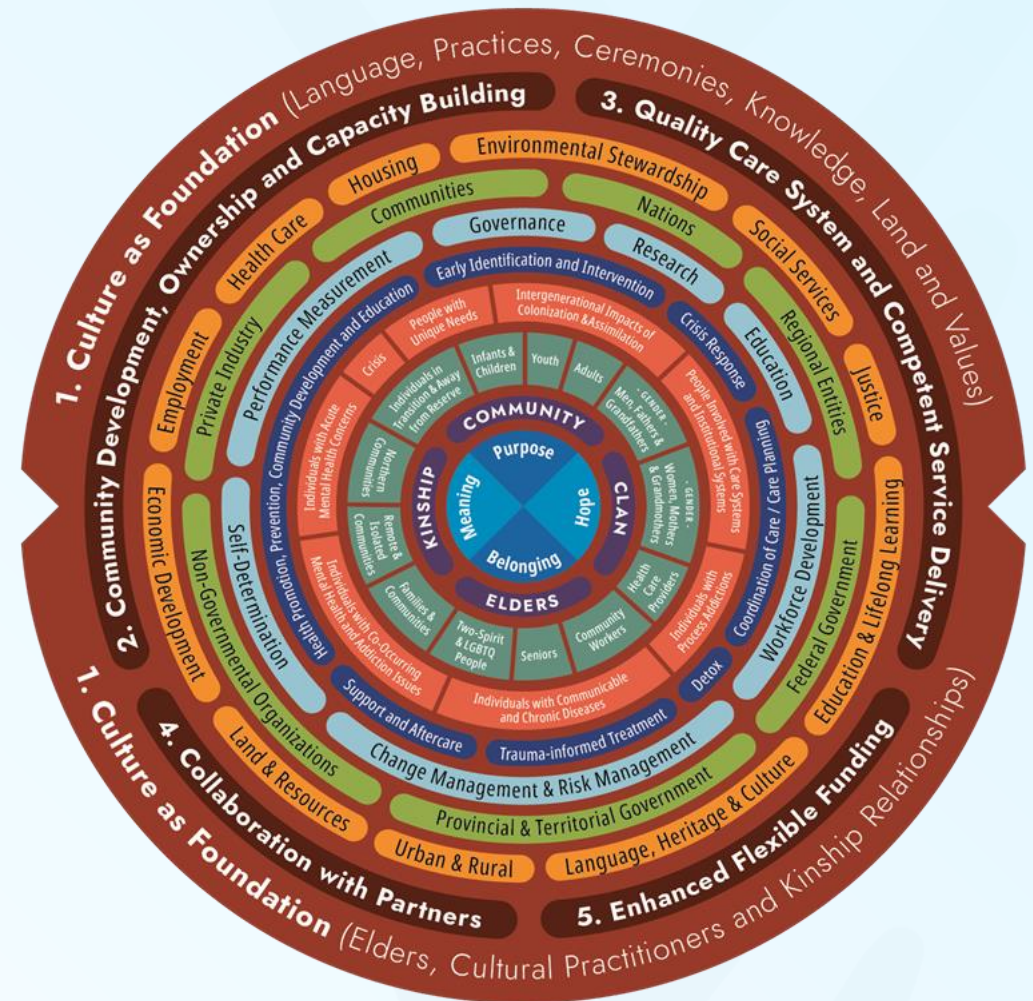 1. Culture as Foundation (Language, Practices, Ceremonies, Knowledge, Land and Values)
2. Community Development, Ownership and Capacity Building
3. Quality Care System and Competent Service Delivery
1. Culture as Foundation (Elders, Cultural Practitioners and Kinship Relationships)
4. Collaboration with Partners
5. Enhanced Flexible Funding
Environmental Stewardship
Social Services
Justice
Education & Lifelong Learning
Language, Heritage & Culture
Urban & Rural
Land & Resources
Economic Development
Employment
Health Care
Housing
Communities
Nations
Regional Entities
Federal Government
Provincial & Territorial Government
Non-Governmental Organizations
Private Industry
Governance
Research
Education
Workforce Development
Change Management & Risk Management
Self-Determination
Performance Measurement
Early Identification and Intervention
Crisis Response
Coordination of Care / Care Planning
Detox
Trauma-informed Treatment
Support and Aftercare
Health Promotion, Prevention, Community Development and Education
People with
Unique Needs
Intergenerational Impacts of
Colonization & Assimilation
People Involved with Care Systems
and Institutional Systems
Individuals with
Process Addictions
Individuals with Communicable
and Chronic Diseases
Individuals with Co-Occurring
Mental Health and Addiction Issues
Individuals with Acute
Mental Health Concerns
Crisis
Infants &
Children
Youth
Adults
- GENDER -
Men, Fathers &
Grandfathers
- GENDER -
Women, Mothers
& Grandmothers
Health
Care
Providers
Community
Workers
Seniors
Two-Spirit
& LGBTQ
People
Families &
Communities
Remote &
Isolated
Communities
Northern
Communities
Individuals in
Transition & Away
from Reserve
COMMUNITY
CLAN
ELDERS
KINSHIP
Purpose
Hope
Belonging
Meaning